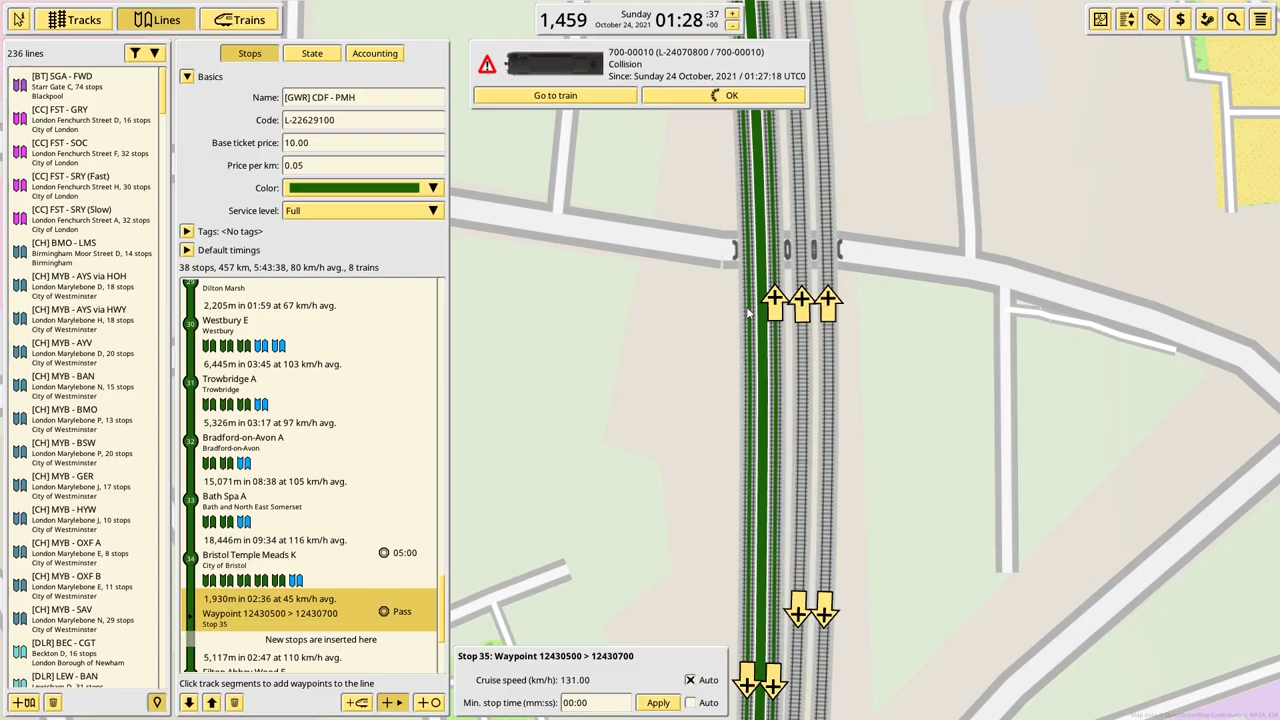 Tracks
Lines
Trains
1,459
Sunday
October 24, 2021
01:28
:37
+00
236 lines
[BT] SGA - FWD
Starr Gate C, 74 stops
Blackpool
[CC] FST - GRY
London Fenchurch Street D, 16 stops
City of London
[CC] FST - SOC
London Fenchurch Street F, 32 stops
City of London
[CC] FST - SRY (Fast)
London Fenchurch Street H, 30 stops
City of London
[CC] FST - SRY (Slow)
London Fenchurch Street A, 32 stops
City of London
[CH] BMO - LMS
Birmingham Moor Street D, 14 stops
Birmingham
[CH] MYB - AYS via HOH
London Marylebone D, 18 stops
City of Westminster
[CH] MYB - AYS via HWY
London Marylebone H, 18 stops
City of Westminster
[CH] MYB - AYV
London Marylebone D, 20 stops
City of Westminster
[CH] MYB - BAN
London Marylebone N, 15 stops
City of Westminster
[CH] MYB - BMO
London Marylebone P, 13 stops
City of Westminster
[CH] MYB - BSW
London Marylebone P, 20 stops
City of Westminster
[CH] MYB - GER
London Marylebone J, 17 stops
City of Westminster
[CH] MYB - HYW
London Marylebone J, 10 stops
City of Westminster
[CH] MYB - OXF A
London Marylebone E, 8 stops
City of Westminster
[CH] MYB - OXF B
London Marylebone E, 11 stops
City of Westminster
[CH] MYB - SAV
London Marylebone N, 29 stops
City of Westminster
[DLR] BEC - CGT
Beckton D, 16 stops
London Borough of Newham
[DLR] LEW - BAN
Lewisham D, 31 stops
Stops
State
Accounting
Basics
Name: [GWR] CDF - PMH
Code: L-22629100
Base ticket price: 10.00
Price per km: 0.05
Color:
Service level: Full
Tags: <No tags>
Default timings
38 stops, 457 km, 5:43:38, 80 km/h avg., 8 trains
29
Dilton Marsh
2,205m in 01:59 at 67 km/h avg.
30 Westbury E
Westbury
6,445m in 03:45 at 103 km/h avg.
31 Trowbridge A
Trowbridge
5,326m in 03:17 at 97 km/h avg.
32 Bradford-on-Avon A
Bradford-on-Avon
15,071m in 08:38 at 105 km/h avg.
33 Bath Spa A
Bath and North East Somerset
18,446m in 09:34 at 116 km/h avg.
34 Bristol Temple Meads K 05:00
City of Bristol
1,930m in 02:36 at 45 km/h avg.
Waypoint 12430500 > 12430700 Pass
Stop 35
New stops are inserted here
5,117m in 02:47 at 110 km/h avg.
Click track segments to add waypoints to the line
700-00010 (L-24070800 / 700-00010)
Collision
Since: Sunday 24 October, 2021 / 01:27:18 UTC0
Go to train
OK
Stop 35: Waypoint 12430500 > 12430700
Cruise speed (km/h): 131.00 Auto
Min. stop time (mm:ss): 00:00 Apply Auto